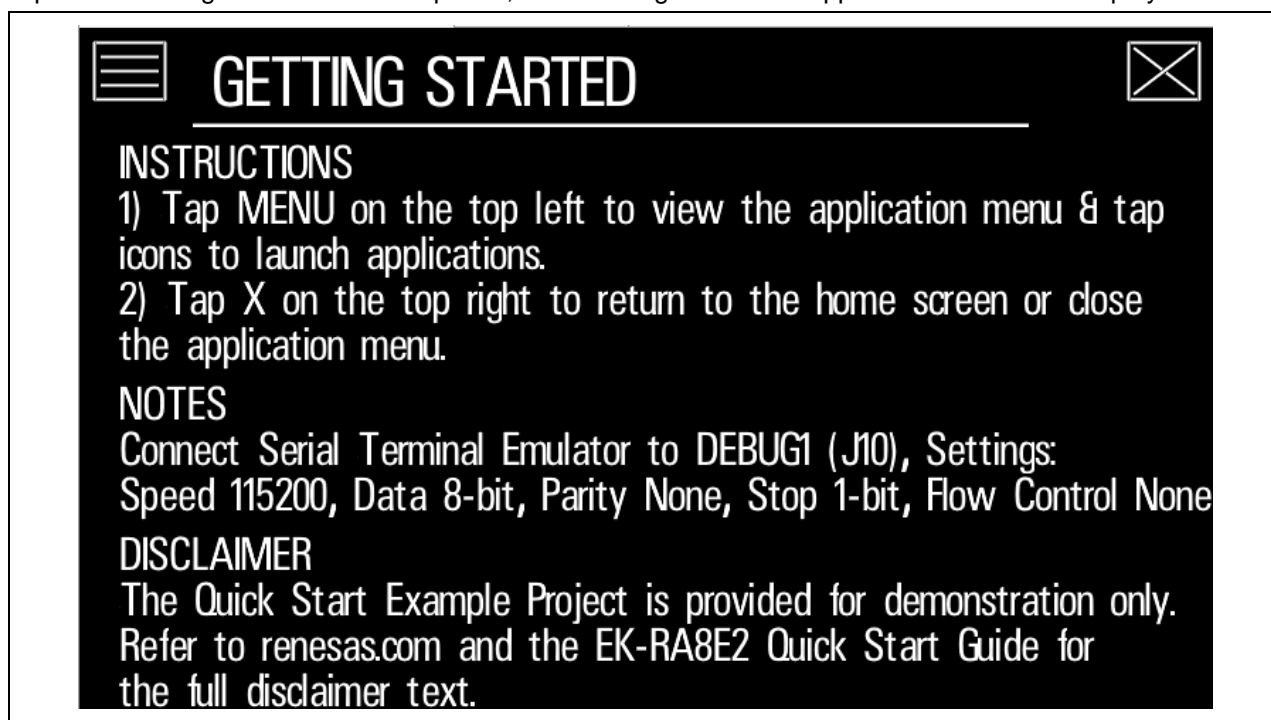 GETTING STARTED
INSTRUCTIONS
1) Tap MENU on the top left to view the application menu & tap
icons to launch applications.
2) Tap X on the top right to return to the home screen or close
the application menu.
NOTES
Connect Serial Terminal Emulator to DEBUG1 (J10), Settings:
Speed 115200, Data 8-bit, Parity None, Stop 1-bit, Flow Control None
DISCLAIMER
The Quick Start Example Project is provided for demonstration only.
Refer to renesas.com and the EK-RA8E2 Quick Start Guide for
the full disclaimer text.